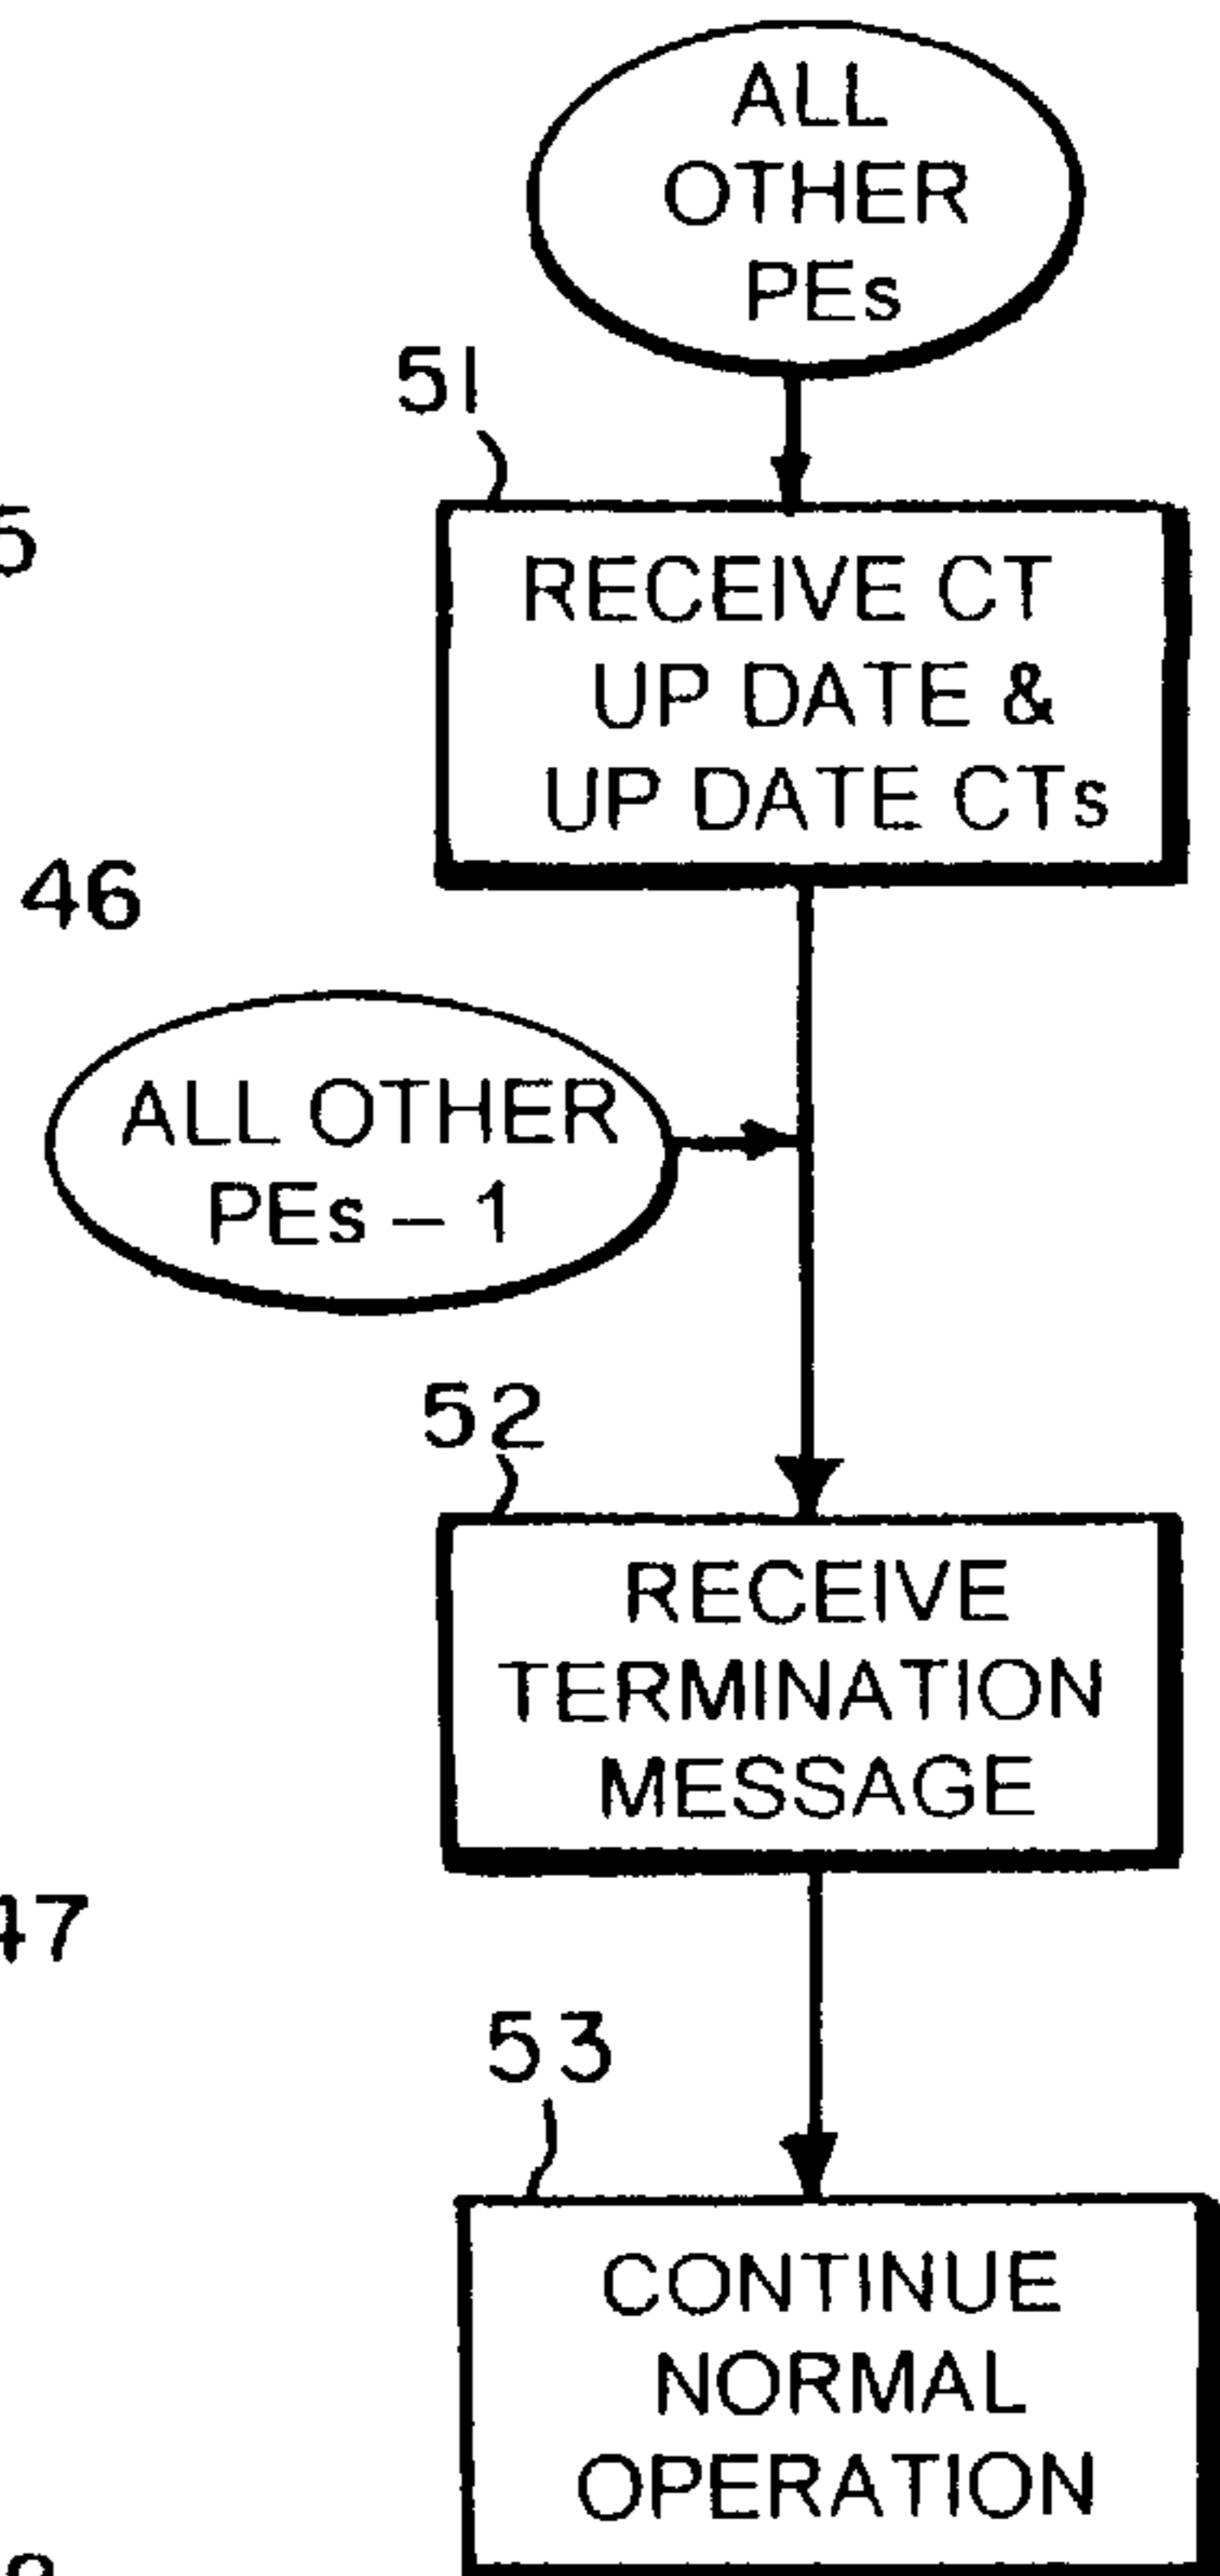 ALL
OTHER
PEs
51
RECEIVE CT
UP DATE &
UP DATE CTs
5
46
ALL OTHER
PEs – 1
52
RECEIVE
TERMINATION
MESSAGE
47
53
CONTINUE
NORMAL
OPERATION